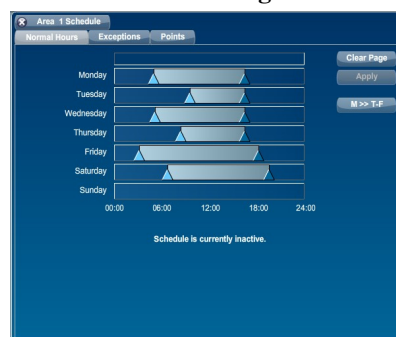 Area 1 Schedule
Normal Hours Exceptions Points
Clear Page
Monday
Apply
Tuesday
M >> T-F
Wednesday
Thursday
Friday
Saturday
Sunday
00:00 06:00 12:00 18:00 24:00
Schedule is currently inactive.